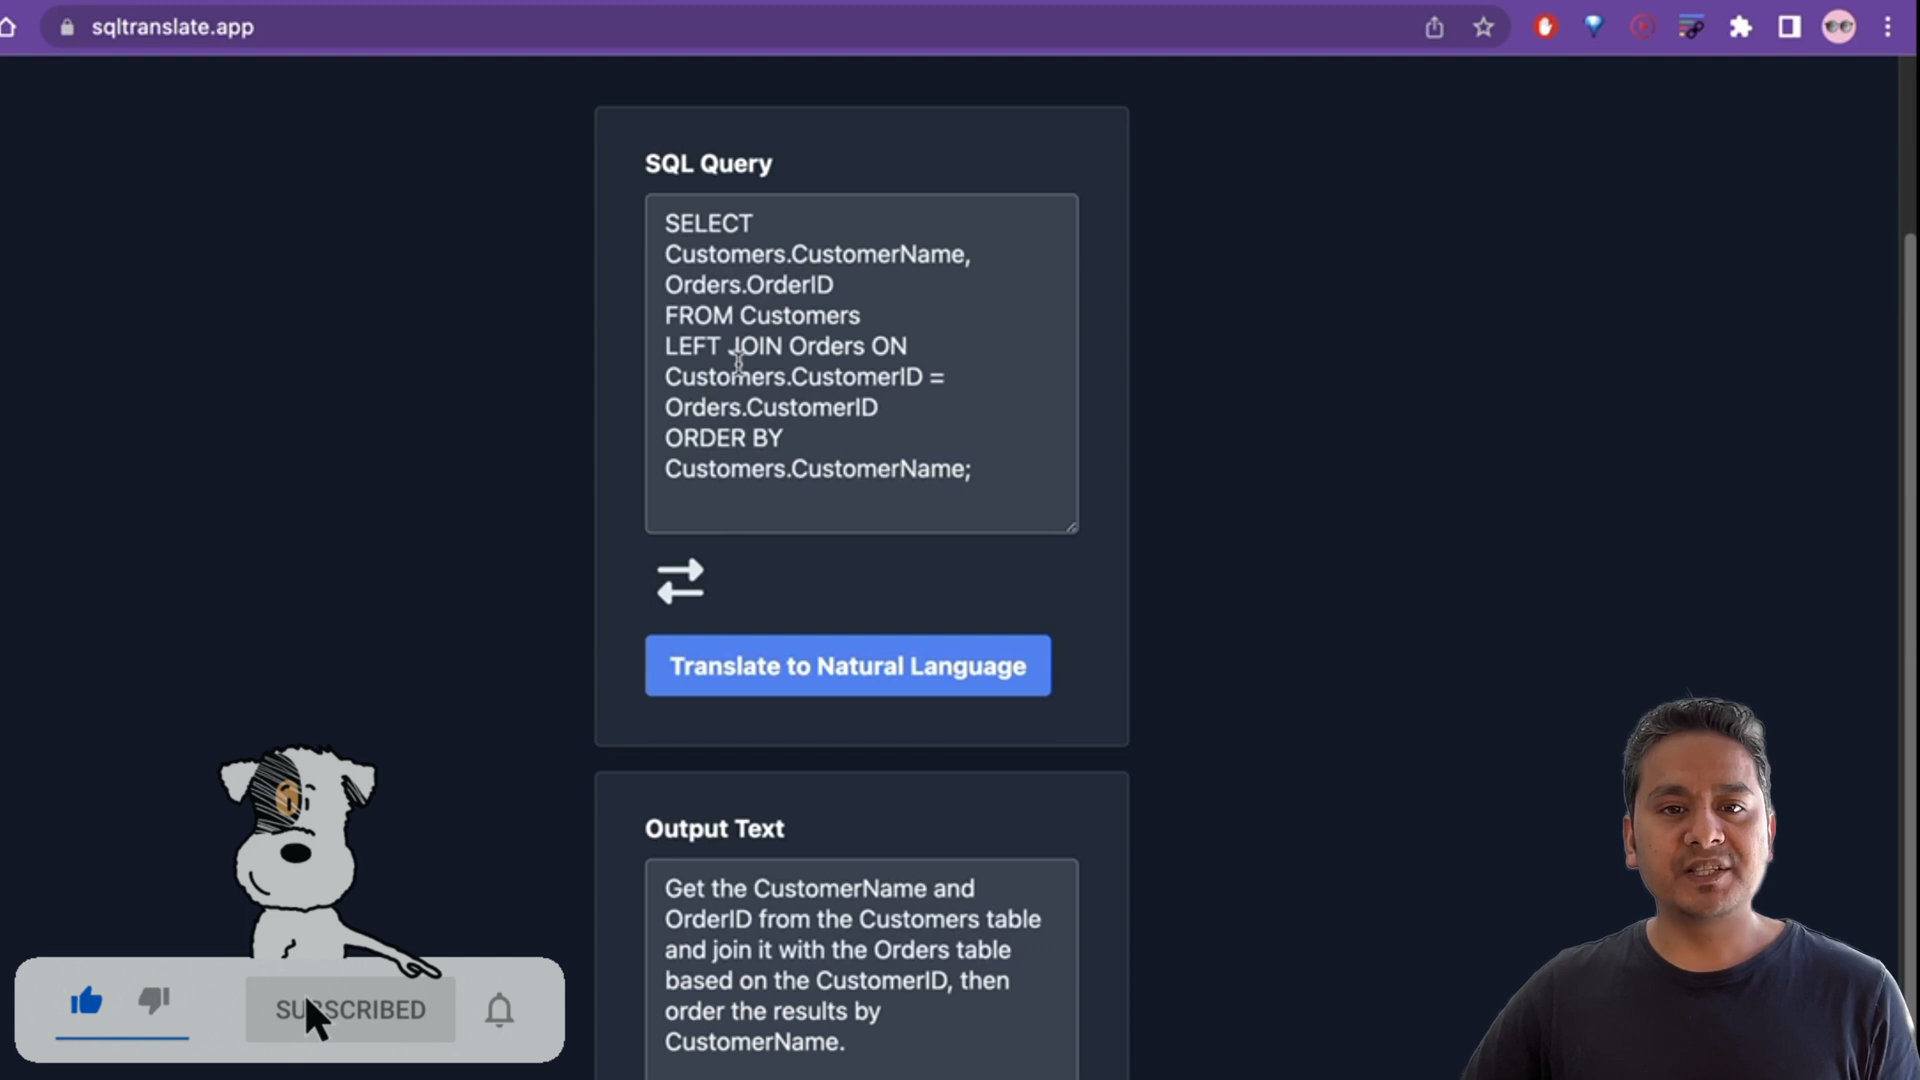 sqltranslate.app
SQL Query
SELECT
Customers.CustomerName,
Orders.OrderID
FROM Customers
LEFT JOIN Orders ON
Customers.CustomerID =
Orders.CustomerID
ORDER BY
Customers.CustomerName;
Translate to Natural Language
Output Text
Get the CustomerName and
OrderID from the Customers table
and join it with the Orders table
based on the CustomerID, then
order the results by
CustomerName.
SUBSCRIBED